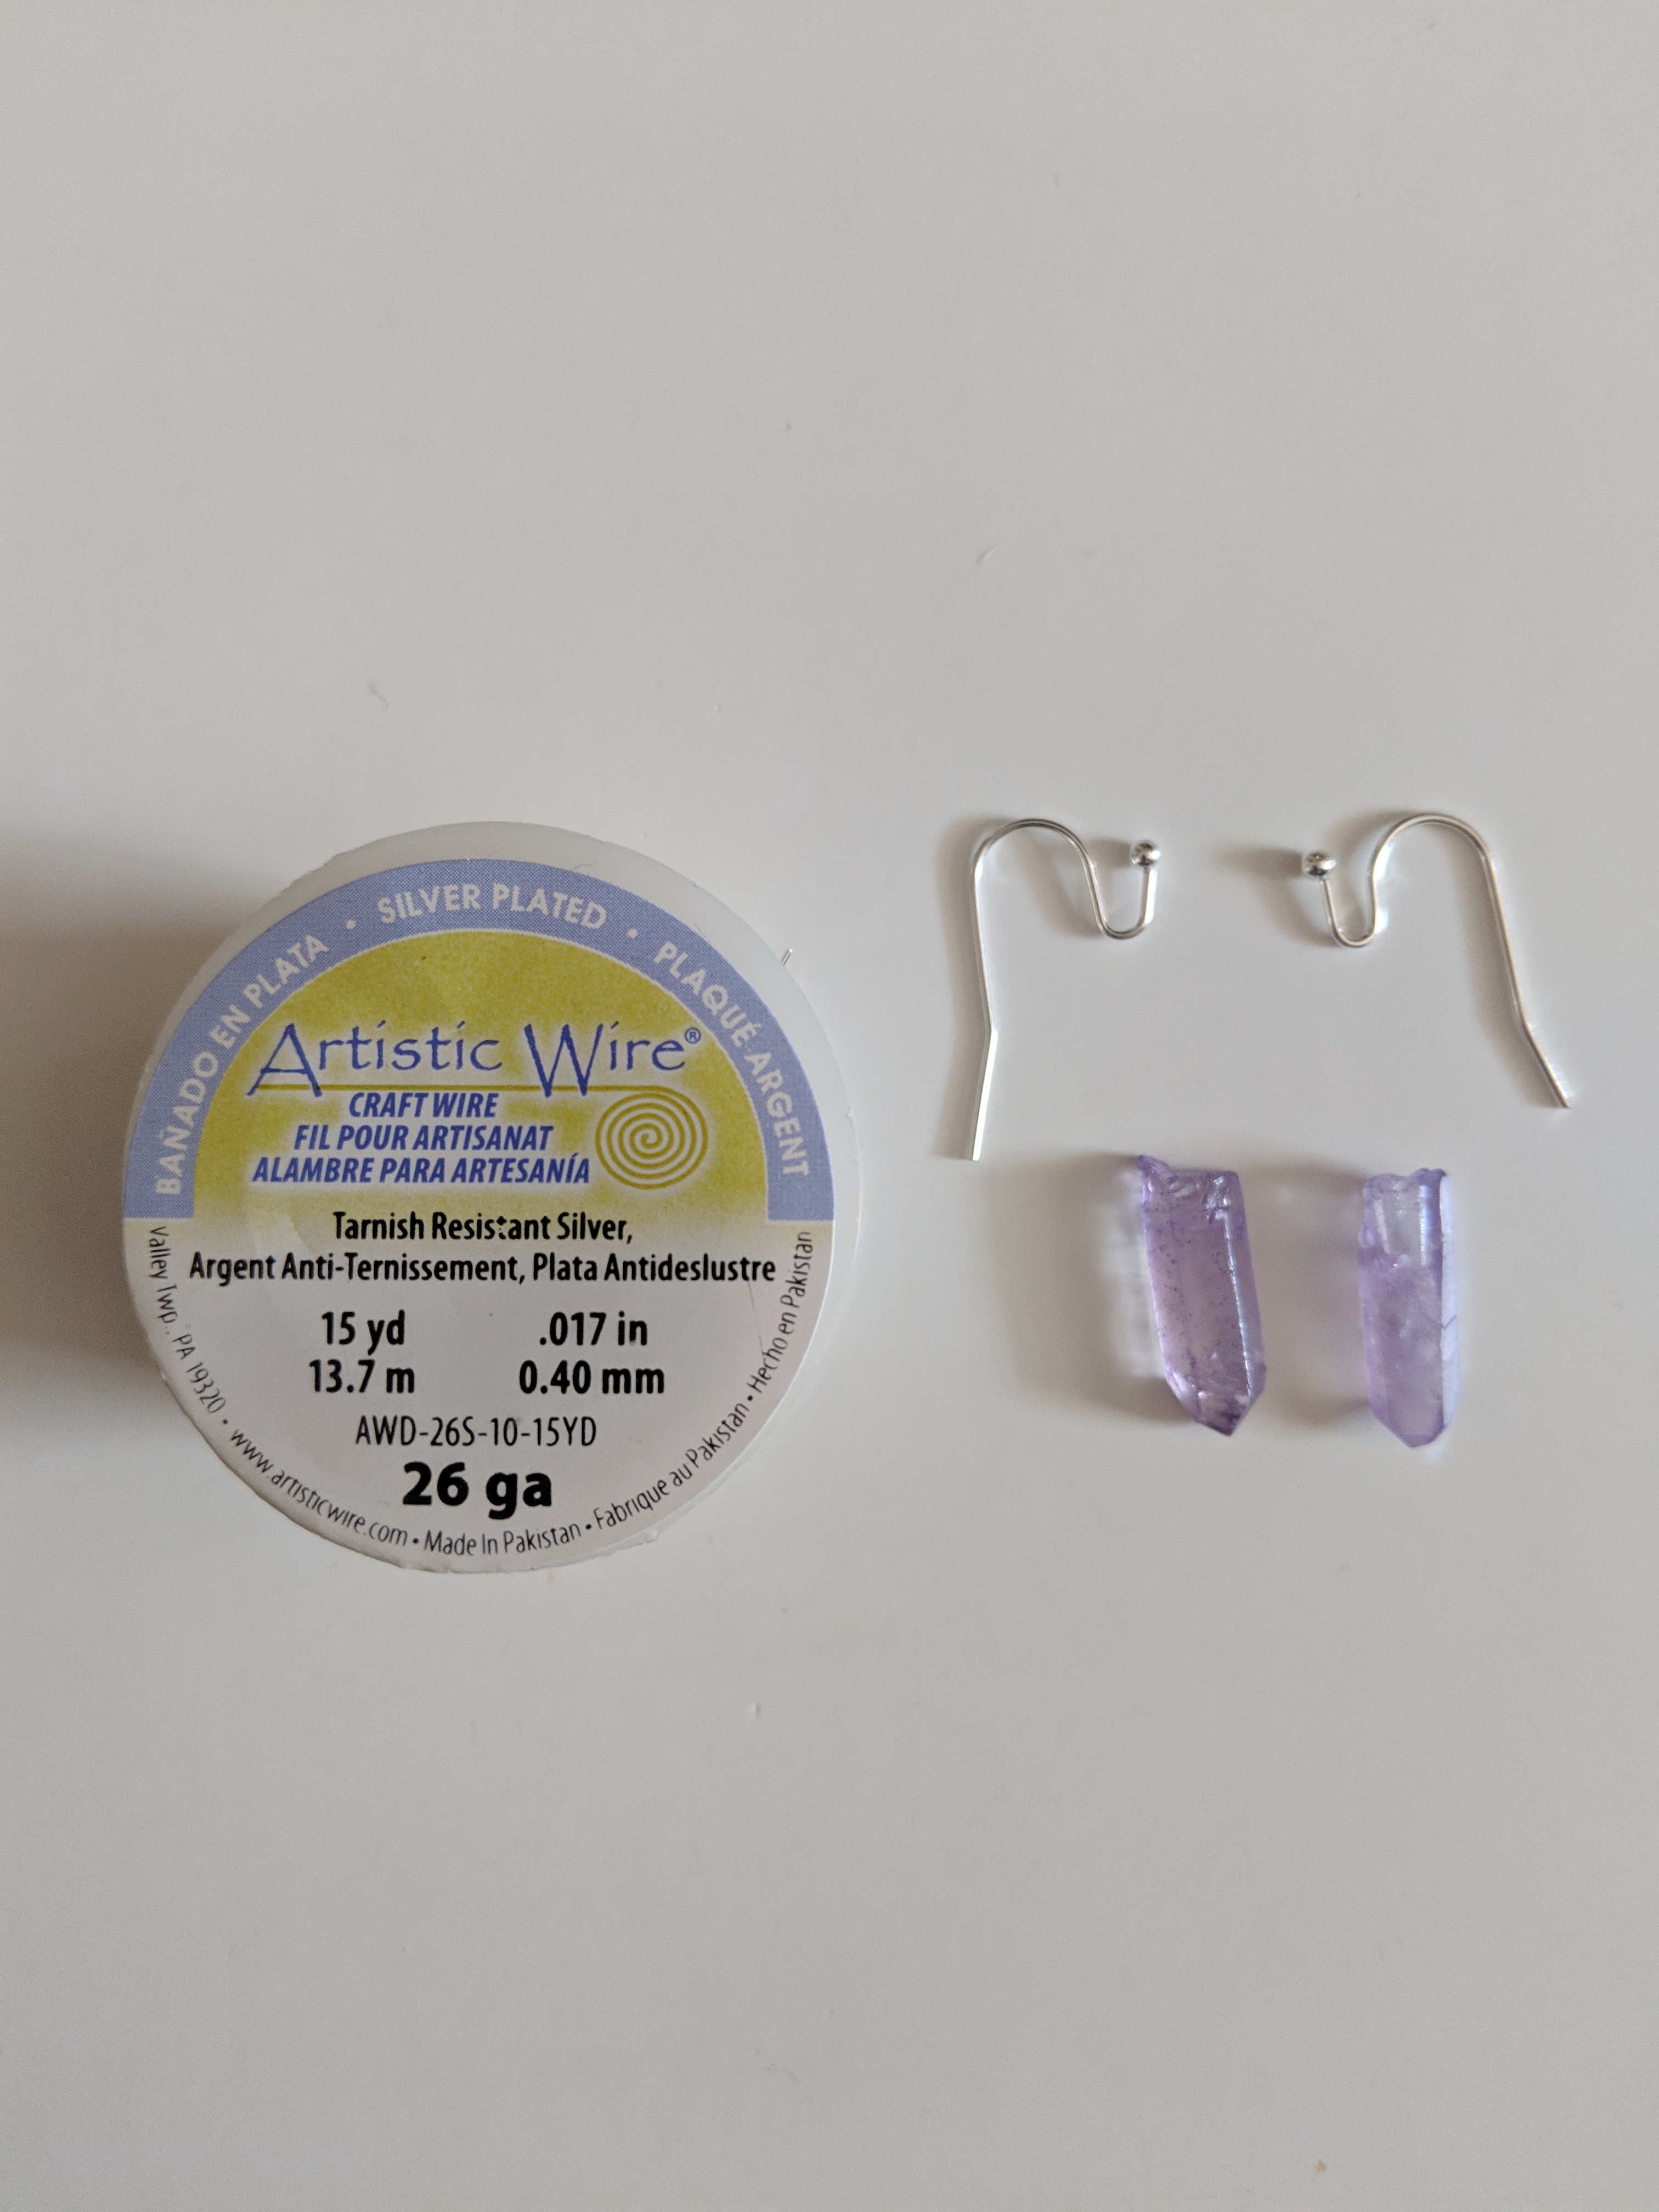 BAÑADO EN PLATA • SILVER PLATED • PLAQUÉ ARGENT
Artistic Wire®
CRAFT WIRE
FIL POUR ARTISANAT
ALAMBRE PARA ARTESANÍA
Tarnish Resistant Silver,
Argent Anti-Ternissement, Plata Antideslustre
15 yd .017 in
13.7 m 0.40 mm
AWD-26S-10-15YD
26 ga
Valley Twp., PA 19320 • www.artisticwire.com • Made In Pakistan • Fabrique au Pakistan • Hecho en Pakistan